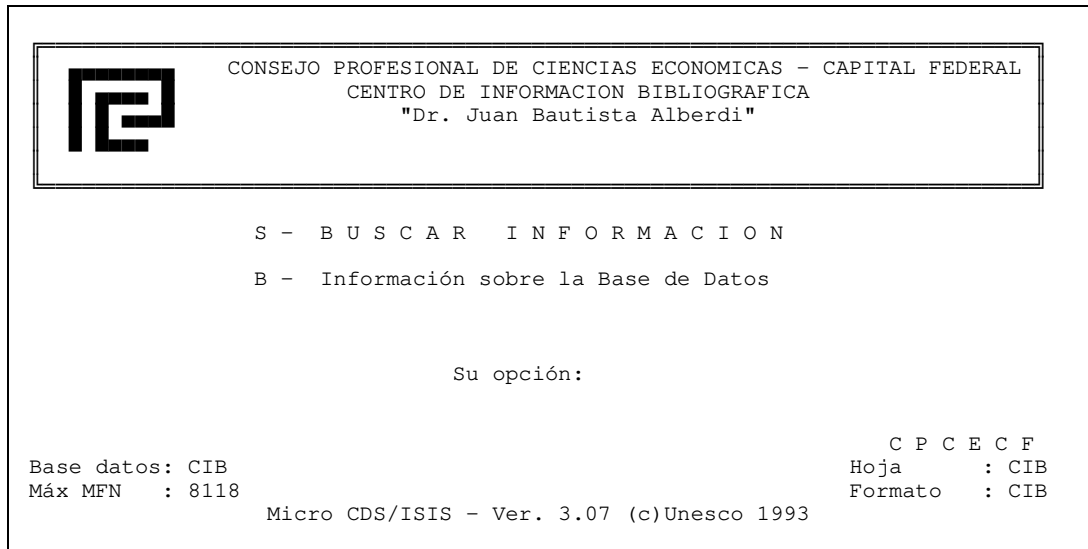 CONSEJO PROFESIONAL DE CIENCIAS ECONOMICAS - CAPITAL FEDERAL
CENTRO DE INFORMACION BIBLIOGRAFICA
"Dr. Juan Bautista Alberdi"
S - B U S C A R   I N F O R M A C I O N
B - Información sobre la Base de Datos
Su opción:
C P C E C F
Base datos: CIB Hoja : CIB
Máx MFN : 8118 Formato : CIB
Micro CDS/ISIS - Ver. 3.07 (c)Unesco 1993